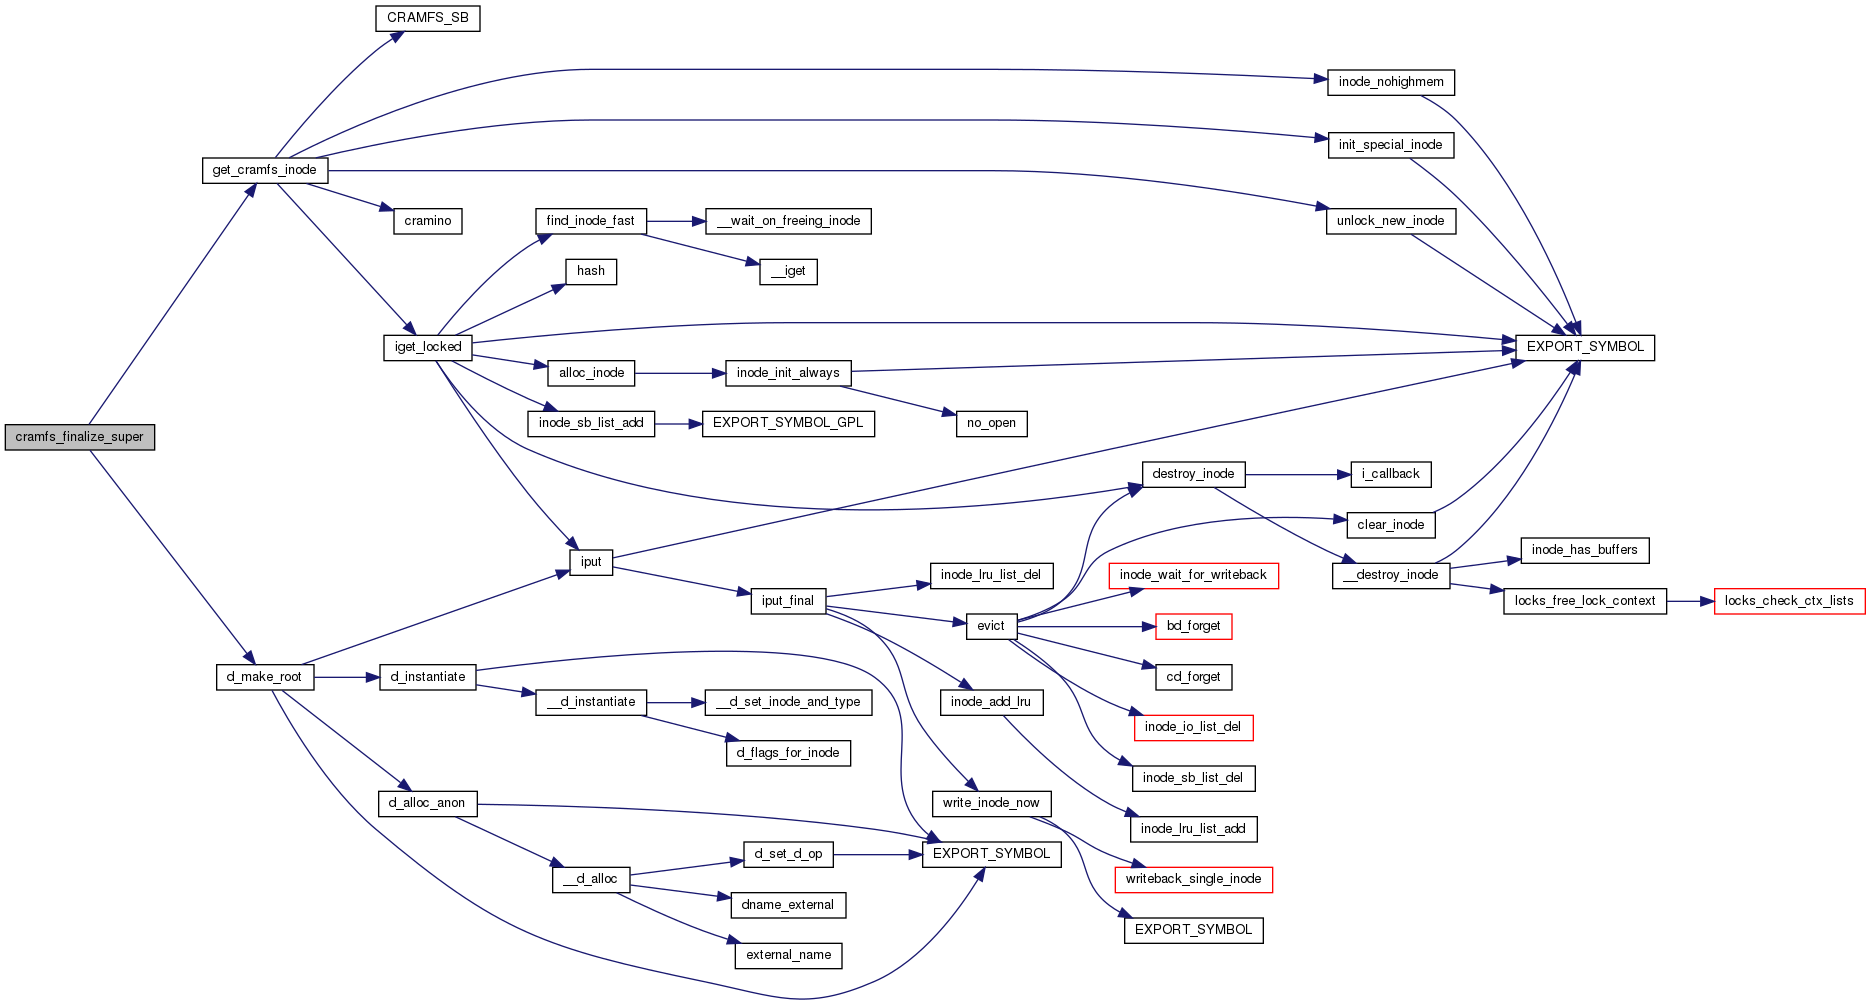 CRAMFS_SB
inode_nohighmem
init_special_inode
get_cramfs_inode
cramino
find_inode_fast
__wait_on_freeing_inode
unlock_new_inode
hash
__iget
iget_locked
EXPORT_SYMBOL
alloc_inode
inode_init_always
inode_sb_list_add
EXPORT_SYMBOL_GPL
no_open
cramfs_finalize_super
destroy_inode
i_callback
clear_inode
inode_has_buffers
iput
inode_lru_list_del
inode_wait_for_writeback
__destroy_inode
iput_final
locks_free_lock_context
locks_check_ctx_lists
evict
bd_forget
d_make_root
d_instantiate
cd_forget
__d_instantiate
__d_set_inode_and_type
inode_add_lru
inode_io_list_del
d_flags_for_inode
inode_sb_list_del
d_alloc_anon
write_inode_now
inode_lru_list_add
d_set_d_op
EXPORT_SYMBOL
__d_alloc
writeback_single_inode
dname_external
EXPORT_SYMBOL
external_name